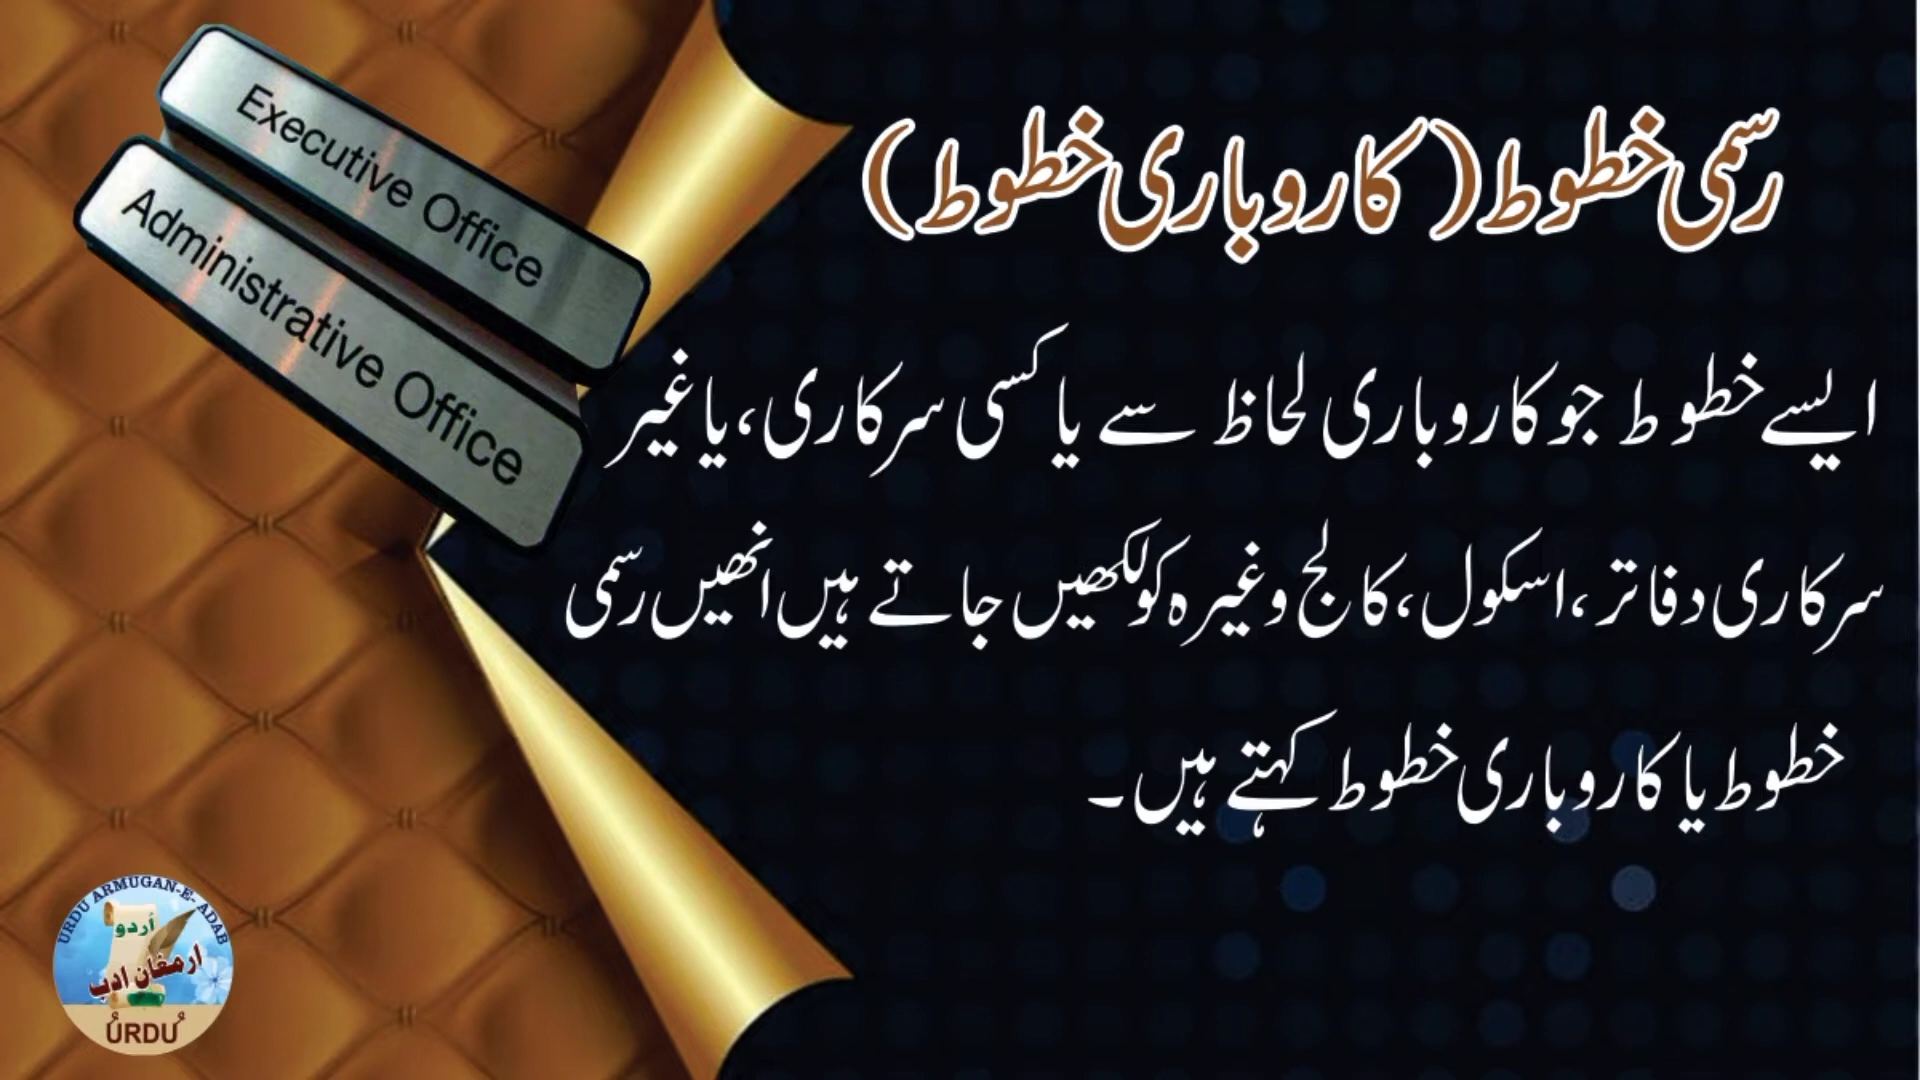 رسمی خطوط (کاروباری خطوط)
ایسے خطوط جو کاروباری لحاظ سے یا کسی سرکاری، یا غیر
سرکاری دفاتر، اسکول، کالج وغیرہ کو لکھیں جاتے ہیں انھیں رسمی
خطوط یا کاروباری خطوط کہتے ہیں۔
Executive Office
Administrative Office
URDU ARMUGAN-E-ADAB
اُردو
ارمغان ادب
URDU